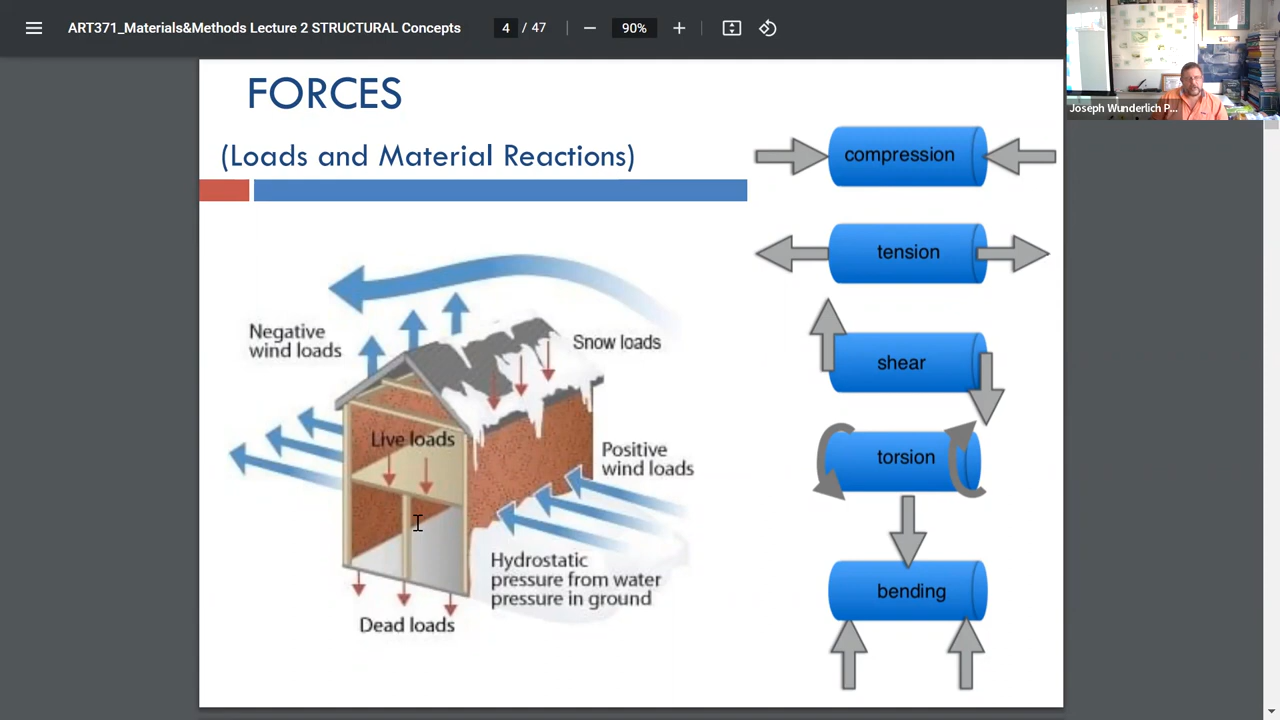 ART371_Materials&Methods Lecture 2 STRUCTURAL Concepts
4 / 47
90%
Joseph Wunderlich P...
FORCES
(Loads and Material Reactions)
compression
tension
shear
torsion
bending
Negative
wind loads
Snow loads
Live loads
Positive
wind loads
Hydrostatic
pressure from water
pressure in ground
Dead loads